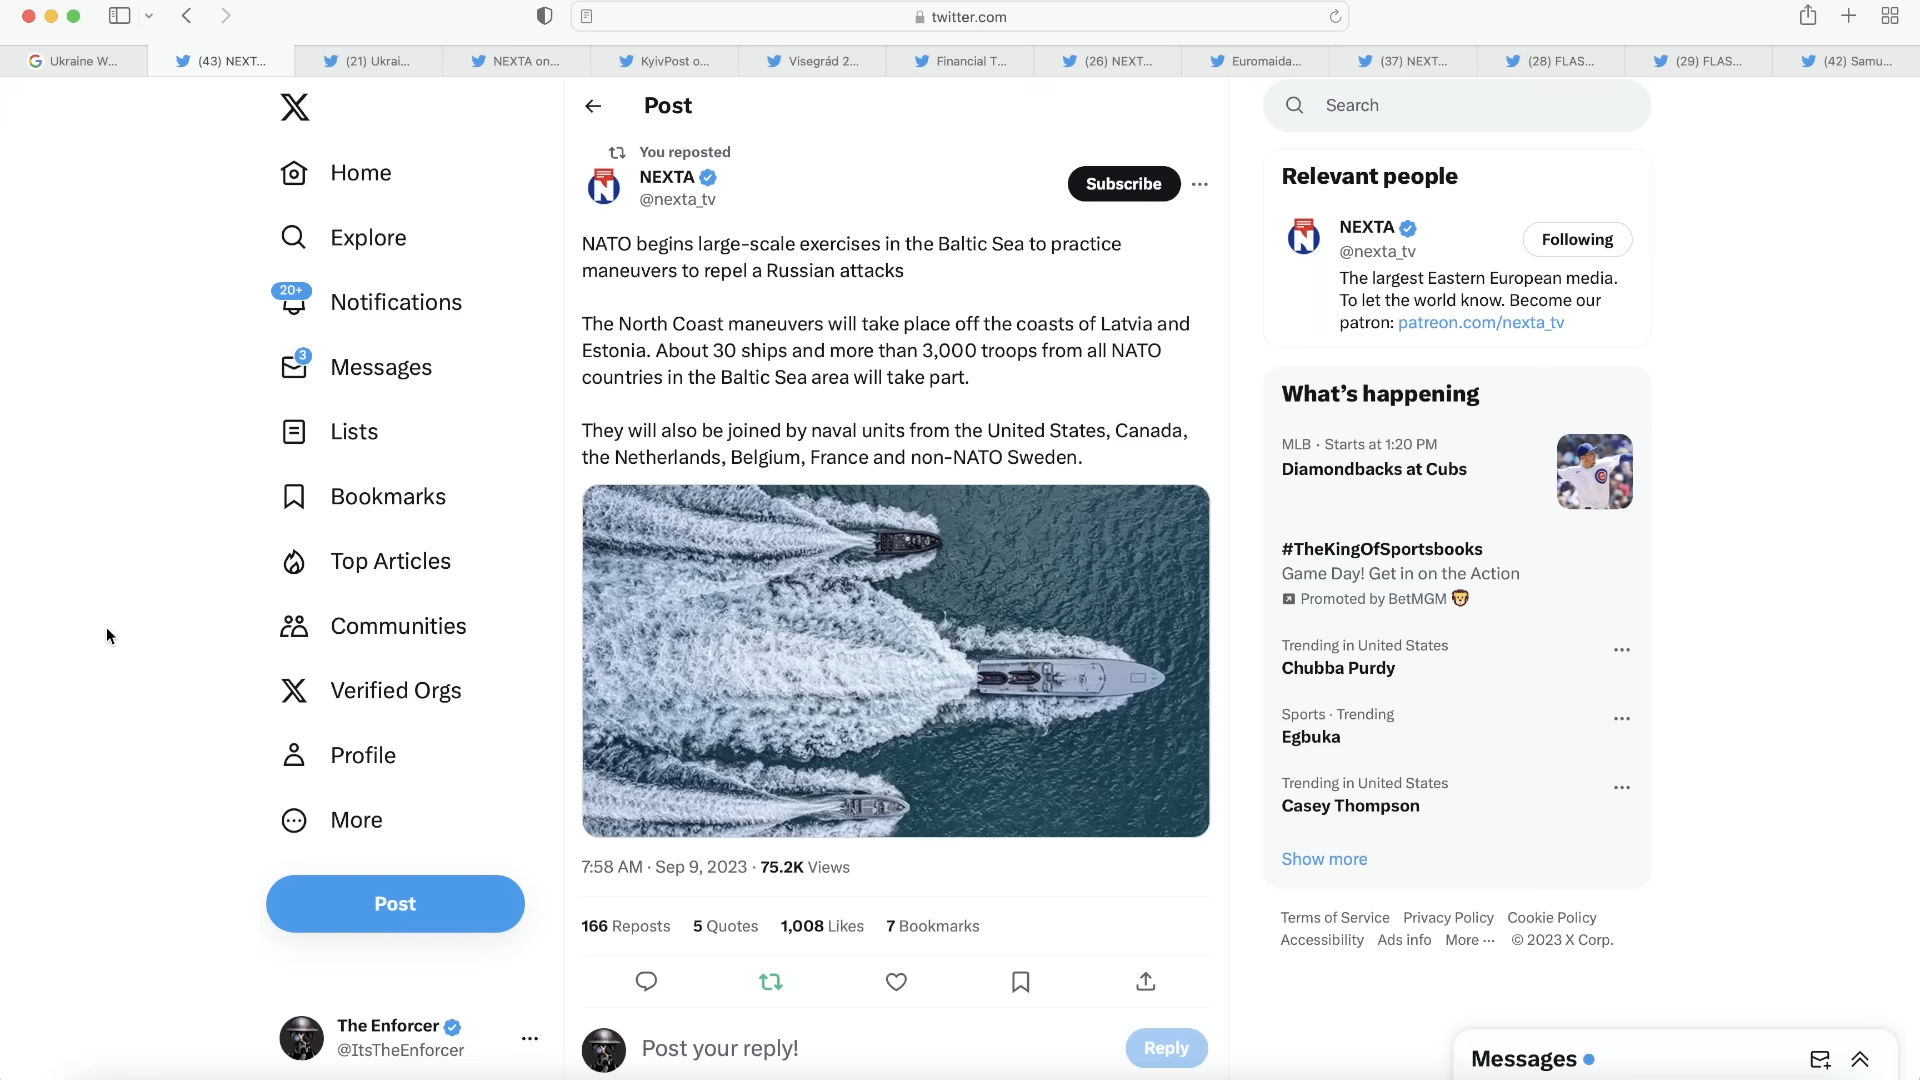 twitter.com
Ukraine W...
(43) NEXT...
(21) Ukrai...
NEXTA on...
KyivPost o...
Visegrád 2...
Financial T...
(26) NEXT...
Euromaida...
(37) NEXT...
(28) FLAS...
(29) FLAS...
(42) Samu...
Home
Explore
20+
Notifications
3
Messages
Lists
Bookmarks
Top Articles
Communities
Verified Orgs
Profile
More
Post
The Enforcer
@ItsTheEnforcer
Post
You reposted
NEXTA
@nexta_tv
Subscribe
NATO begins large-scale exercises in the Baltic Sea to practice
maneuvers to repel a Russian attacks
The North Coast maneuvers will take place off the coasts of Latvia and
Estonia. About 30 ships and more than 3,000 troops from all NATO
countries in the Baltic Sea area will take part.
They will also be joined by naval units from the United States, Canada,
the Netherlands, Belgium, France and non-NATO Sweden.
7:58 AM · Sep 9, 2023 · 75.2K Views
166 Reposts 5 Quotes 1,008 Likes 7 Bookmarks
Post your reply!
Reply
Search
Relevant people
NEXTA
@nexta_tv
Following
The largest Eastern European media.
To let the world know. Become our
patron: patreon.com/nexta_tv
What's happening
MLB · Starts at 1:20 PM
Diamondbacks at Cubs
#TheKingOfSportsbooks
Game Day! Get in on the Action
Promoted by BetMGM 🦁
Trending in United States
Chubba Purdy
Sports · Trending
Egbuka
Trending in United States
Casey Thompson
Show more
Terms of Service Privacy Policy Cookie Policy
Accessibility Ads info More ··· © 2023 X Corp.
Messages